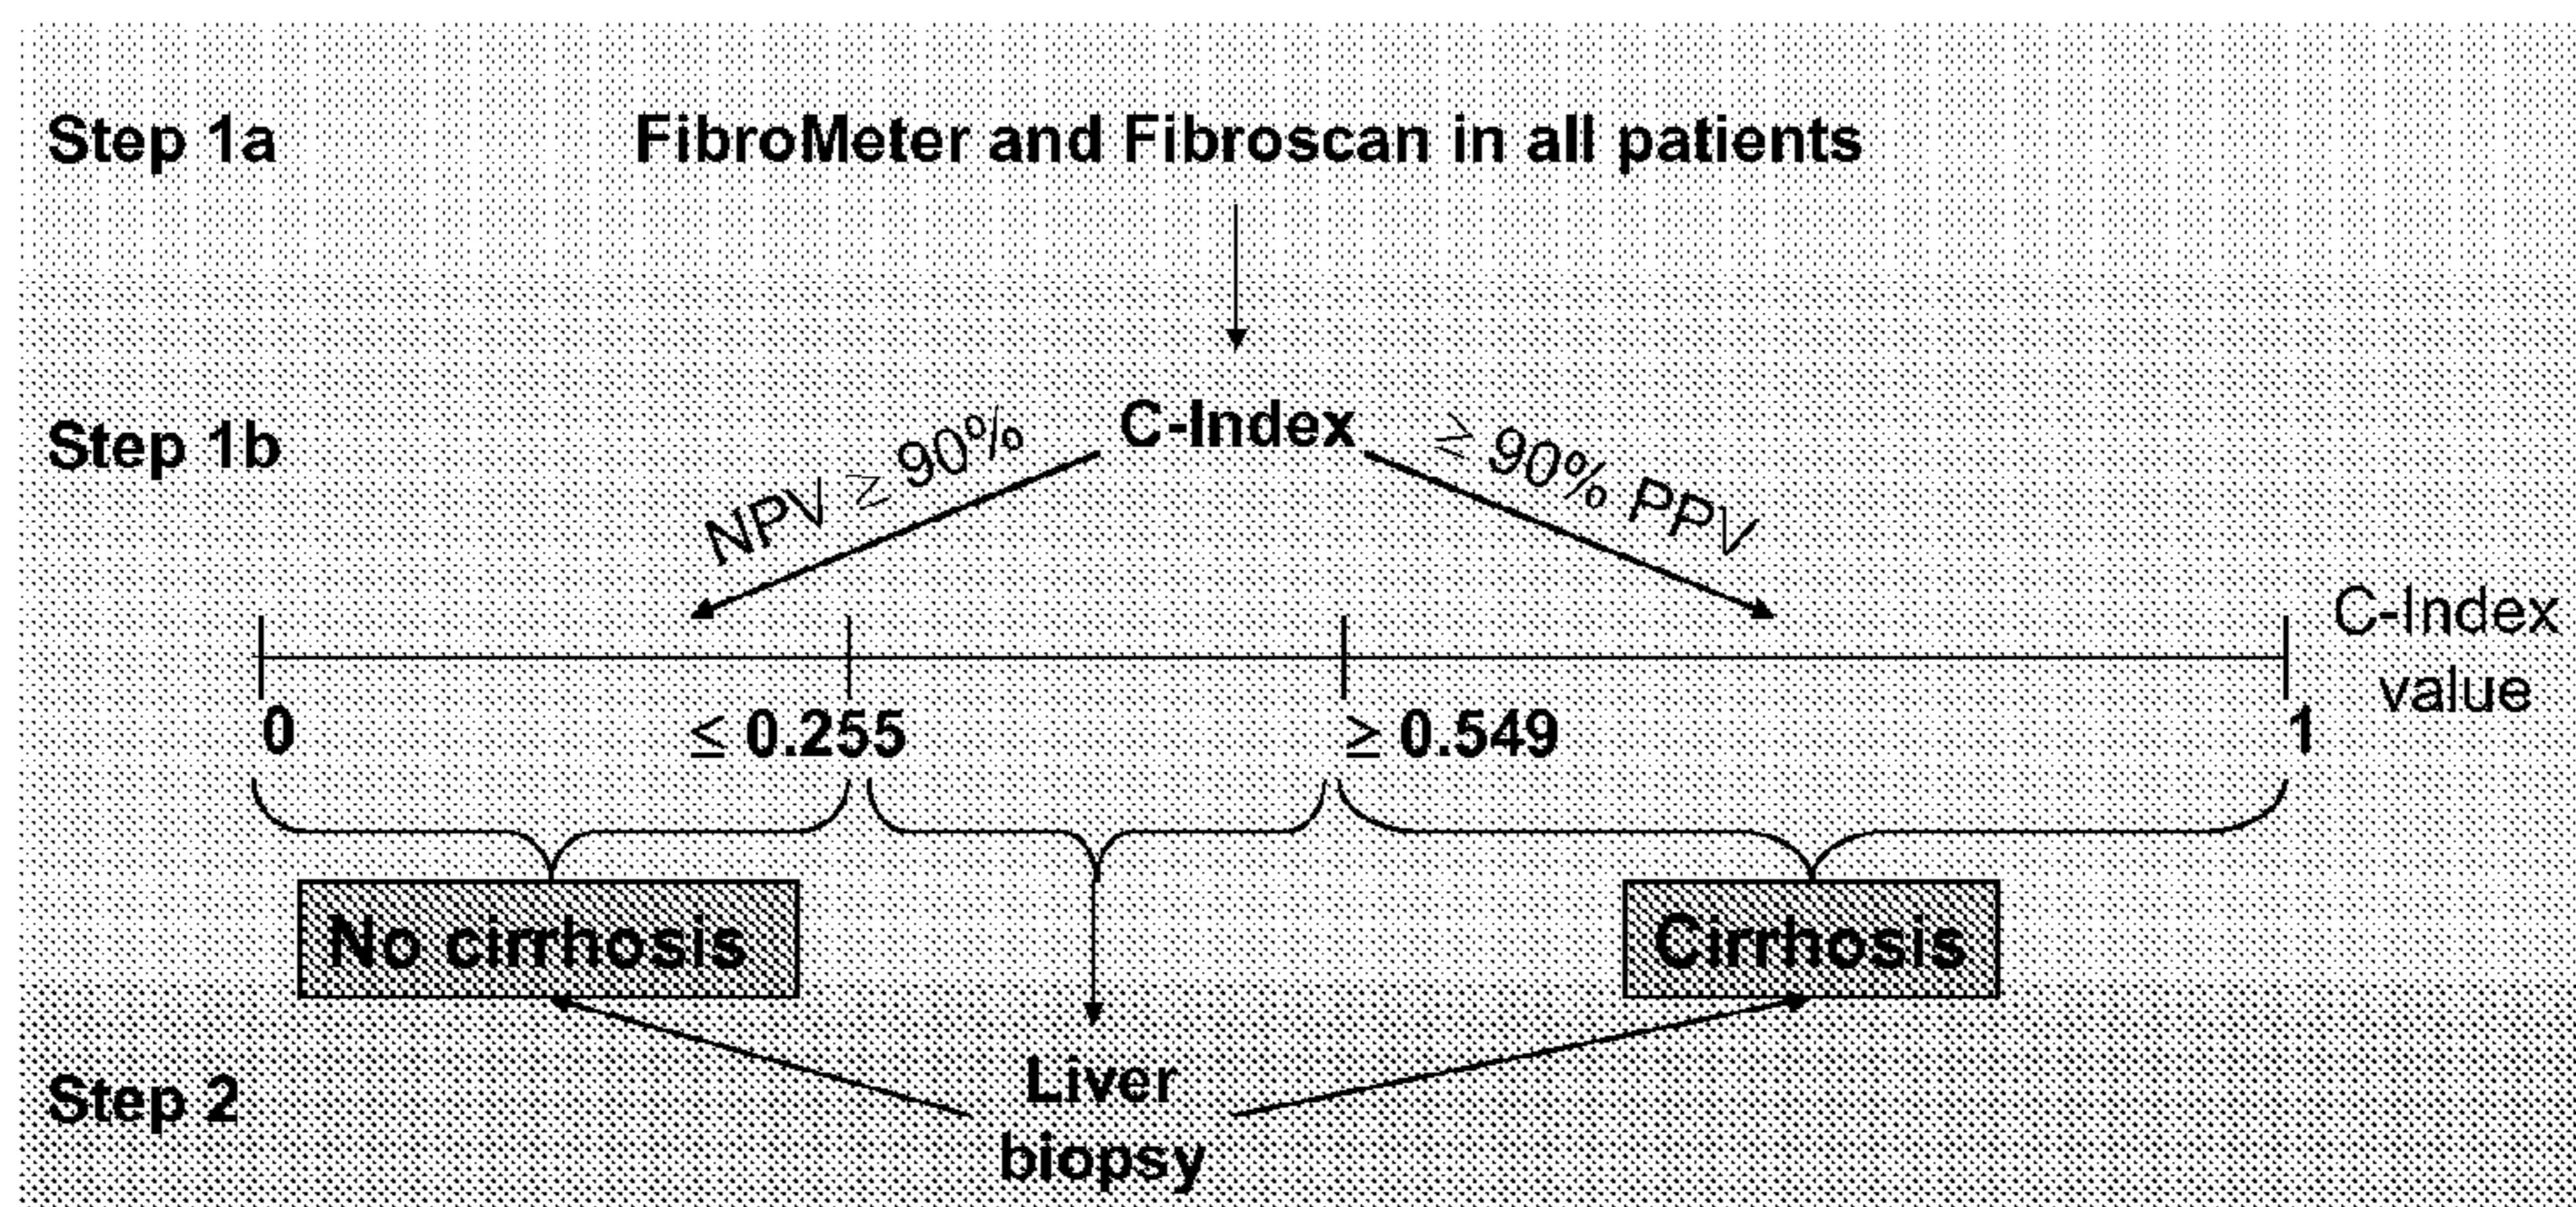 Step 1a
FibroMeter and Fibroscan in all patients
Step 1b
C-Index
NPV ≥ 90%
≥ 90% PPV
C-Index
value
0
≤ 0.255
≥ 0.549
1
No cirrhosis
Cirrhosis
Step 2
Liver
biopsy